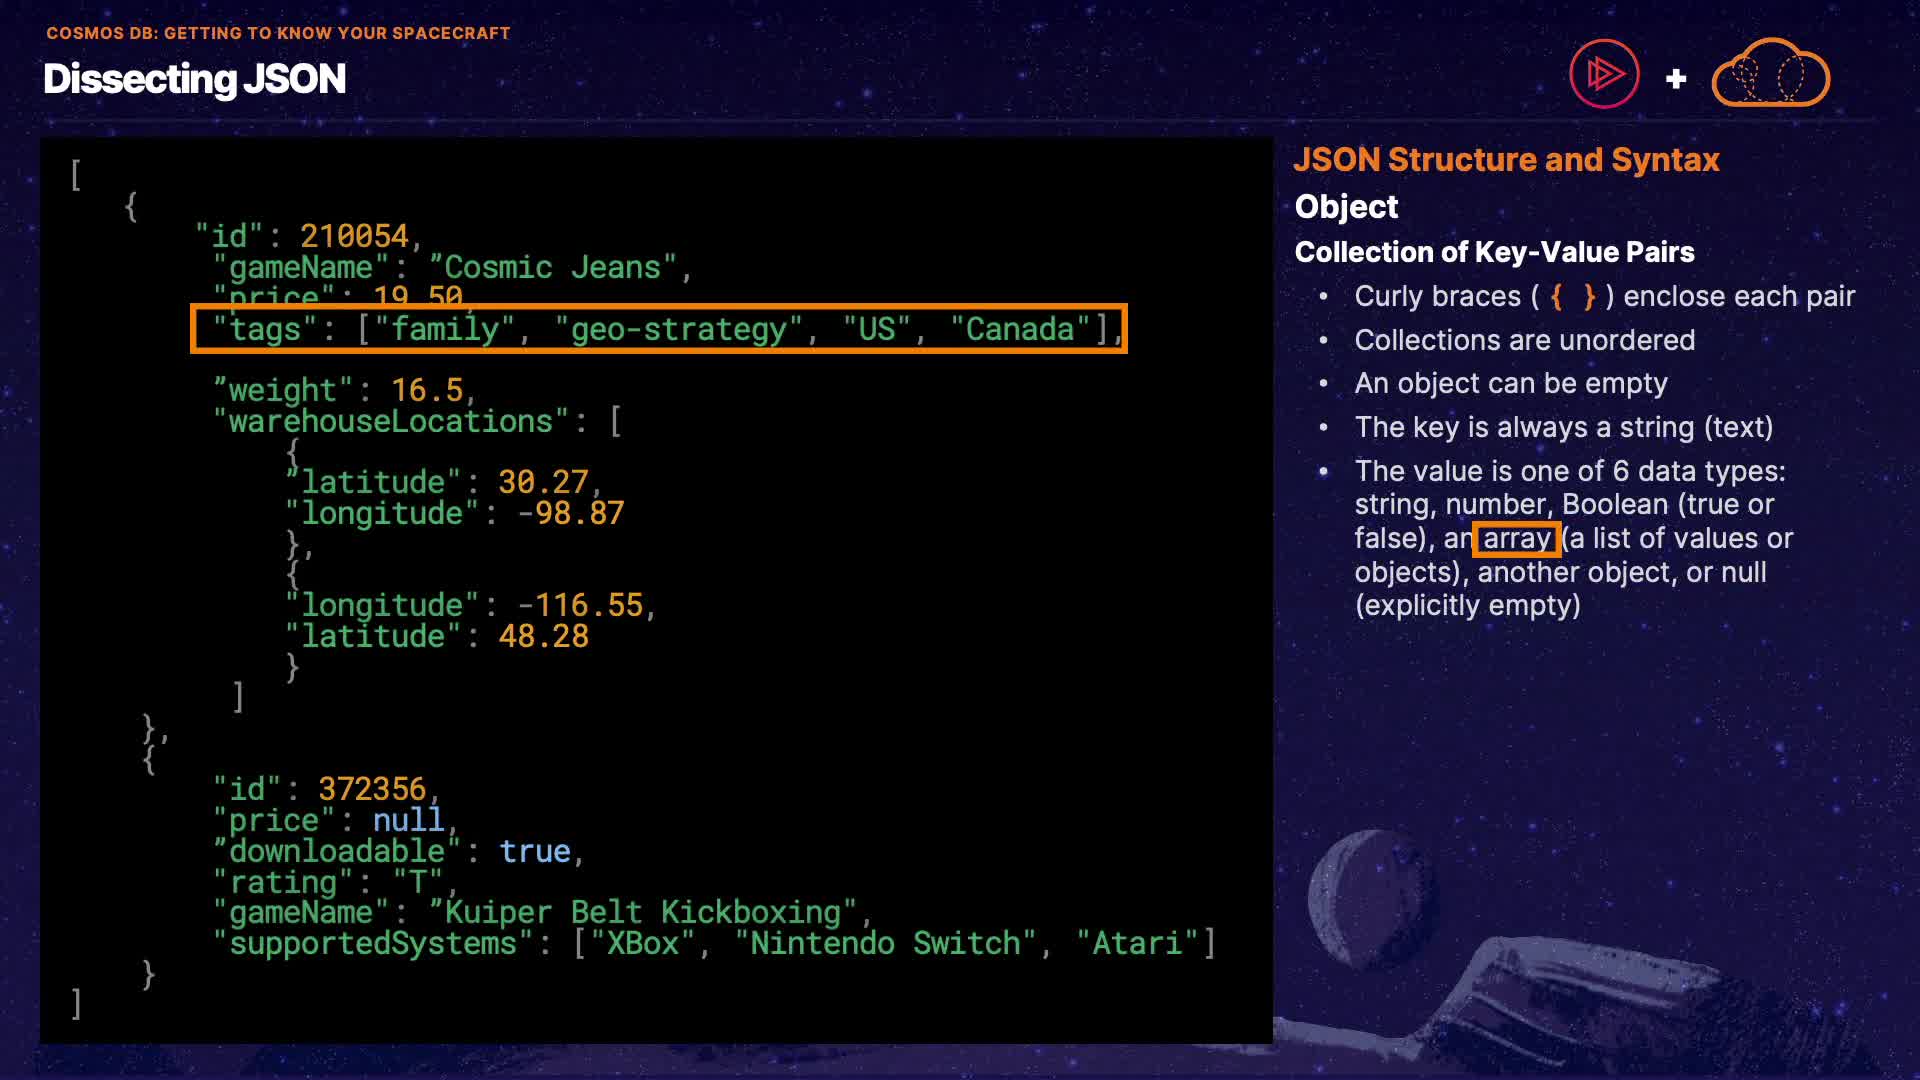 COSMOS DB: GETTING TO KNOW YOUR SPACECRAFT
Dissecting JSON
+
[
{
"id": 210054,
"gameName": ”Cosmic Jeans",
"price": 19.50,
"tags": ["family", "geo-strategy", "US", "Canada"],
”weight": 16.5,
"warehouseLocations": [
{
”latitude": 30.27,
"longitude": -98.87
},
{
"longitude": -116.55,
"latitude": 48.28
}
]
},
{
"id": 372356,
"price": null,
”downloadable": true,
"rating": "T",
"gameName": ”Kuiper Belt Kickboxing",
"supportedSystems": ["XBox", "Nintendo Switch", "Atari"]
}
]
JSON Structure and Syntax
Object
Collection of Key-Value Pairs
• Curly braces ( { } ) enclose each pair
• Collections are unordered
• An object can be empty
• The key is always a string (text)
• The value is one of 6 data types:
string, number, Boolean (true or
false), an array (a list of values or
objects), another object, or null
(explicitly empty)